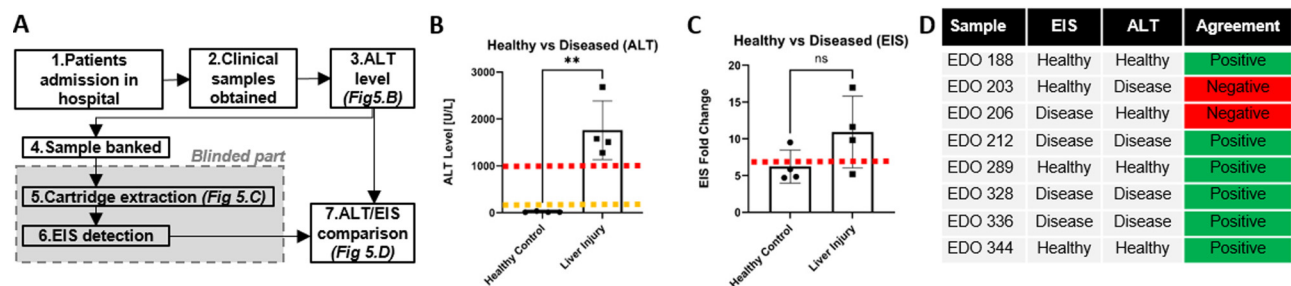 A
1.Patients
admission in
hospital
2.Clinical
samples
obtained
3.ALT
level
(Fig5.B)
4.Sample banked
Blinded part
5.Cartridge extraction (Fig 5.C)
6.EIS detection
7.ALT/EIS
comparison
(Fig 5.D)
B
Healthy vs Diseased (ALT)
**
ALT Level [U/L]
3000
2000
1000
0
Healthy Control
Liver Injury
C
Healthy vs Diseased (EIS)
ns
EIS Fold Change
20
15
10
5
0
Healthy Control
Liver Injury
D
Sample EIS ALT Agreement
EDO 188 Healthy Healthy Positive
EDO 203 Healthy Disease Negative
EDO 206 Disease Healthy Negative
EDO 212 Disease Disease Positive
EDO 289 Healthy Healthy Positive
EDO 328 Disease Disease Positive
EDO 336 Disease Disease Positive
EDO 344 Healthy Healthy Positive